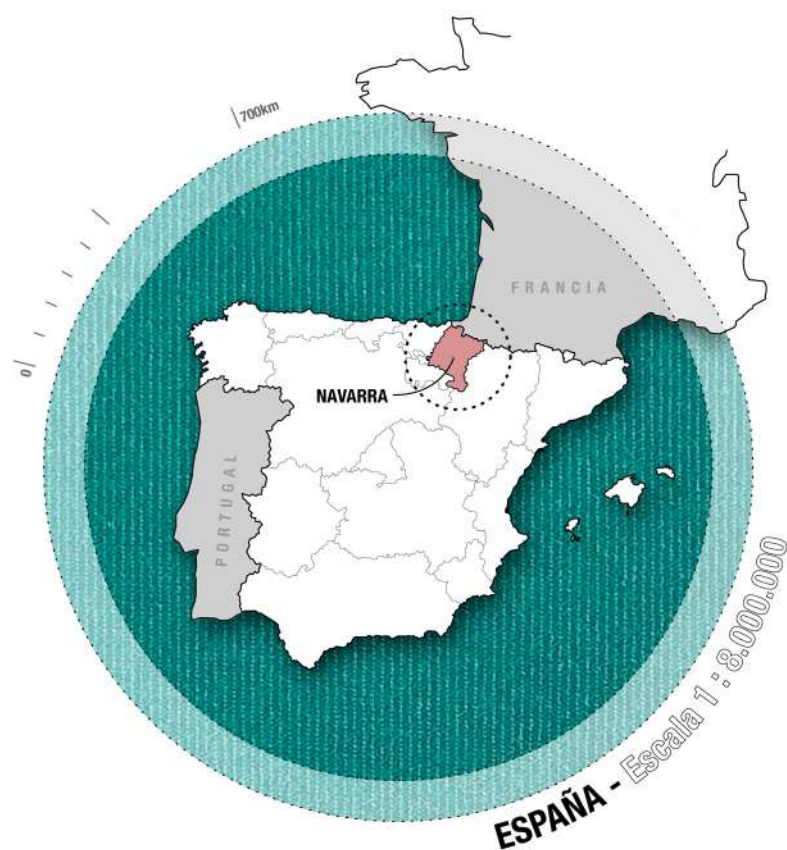 700km
0
FRANCIA
NAVARRA
PORTUGAL
ESPAÑA - Escala 1 : 8.000.000